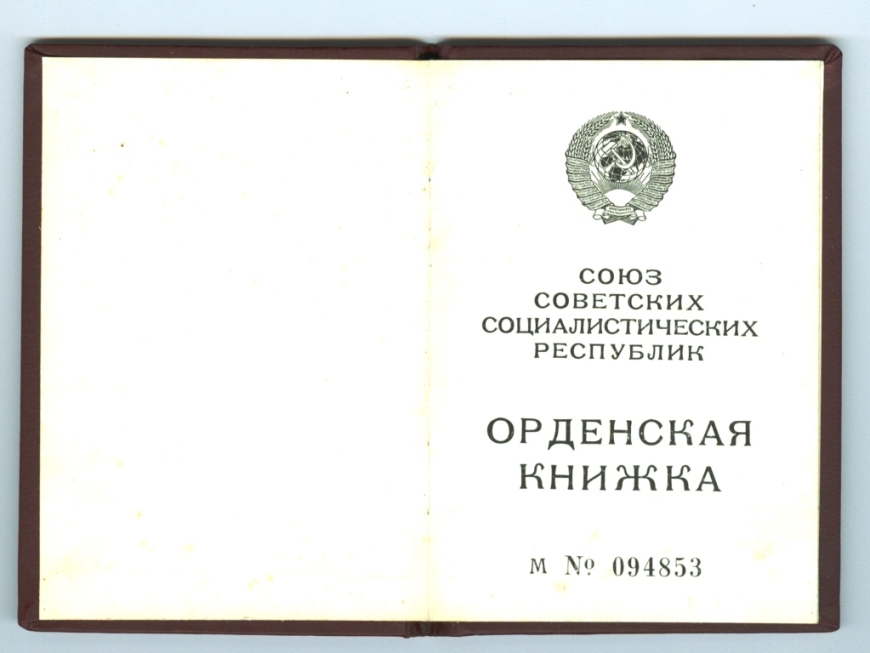 СОЮЗ
СОВЕТСКИХ
СОЦИАЛИСТИЧЕСКИХ
РЕСПУБЛИК
ОРДЕНСКАЯ
КНИЖКА
М № 094853